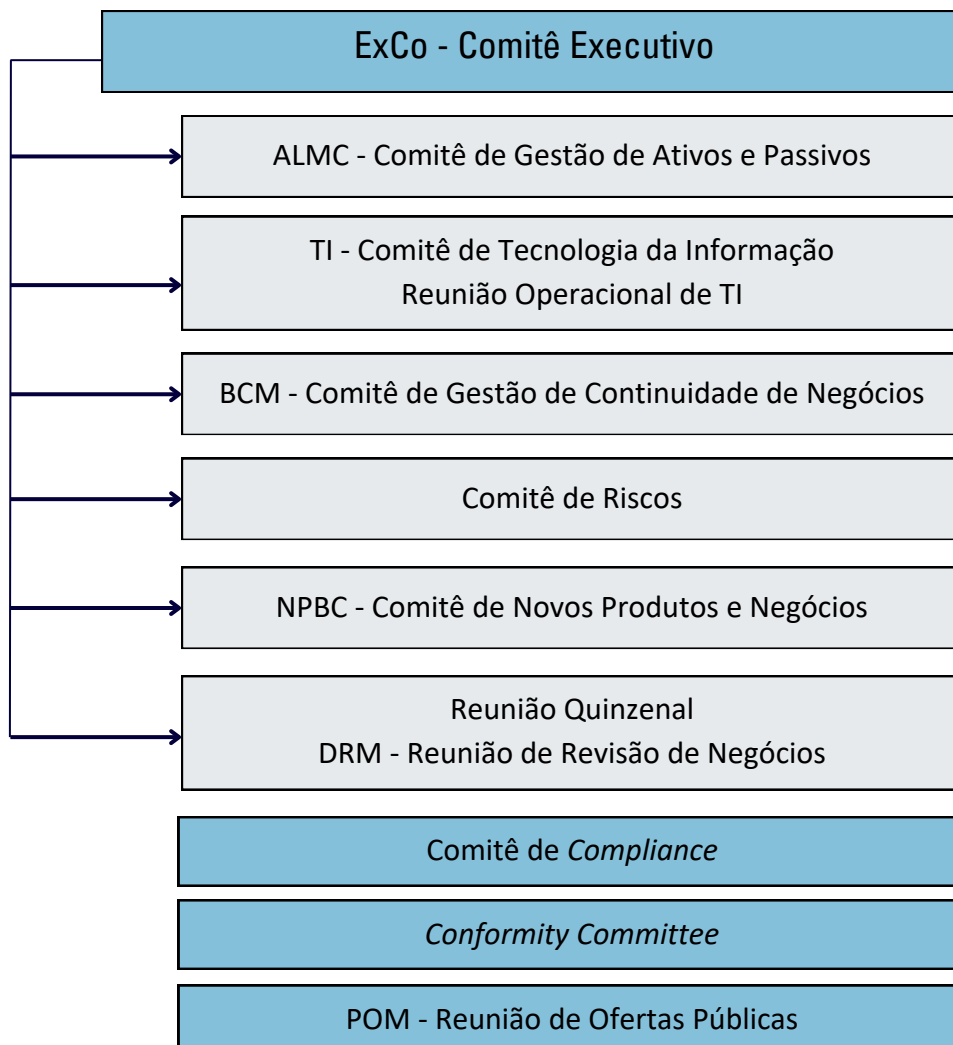 ExCo - Comitê Executivo
ALMC - Comitê de Gestão de Ativos e Passivos
TI - Comitê de Tecnologia da Informação
Reunião Operacional de TI
BCM - Comitê de Gestão de Continuidade de Negócios
Comitê de Riscos
NPBC - Comitê de Novos Produtos e Negócios
Reunião Quinzenal
DRM - Reunião de Revisão de Negócios
Comitê de Compliance
Conformity Committee
POM - Reunião de Ofertas Públicas